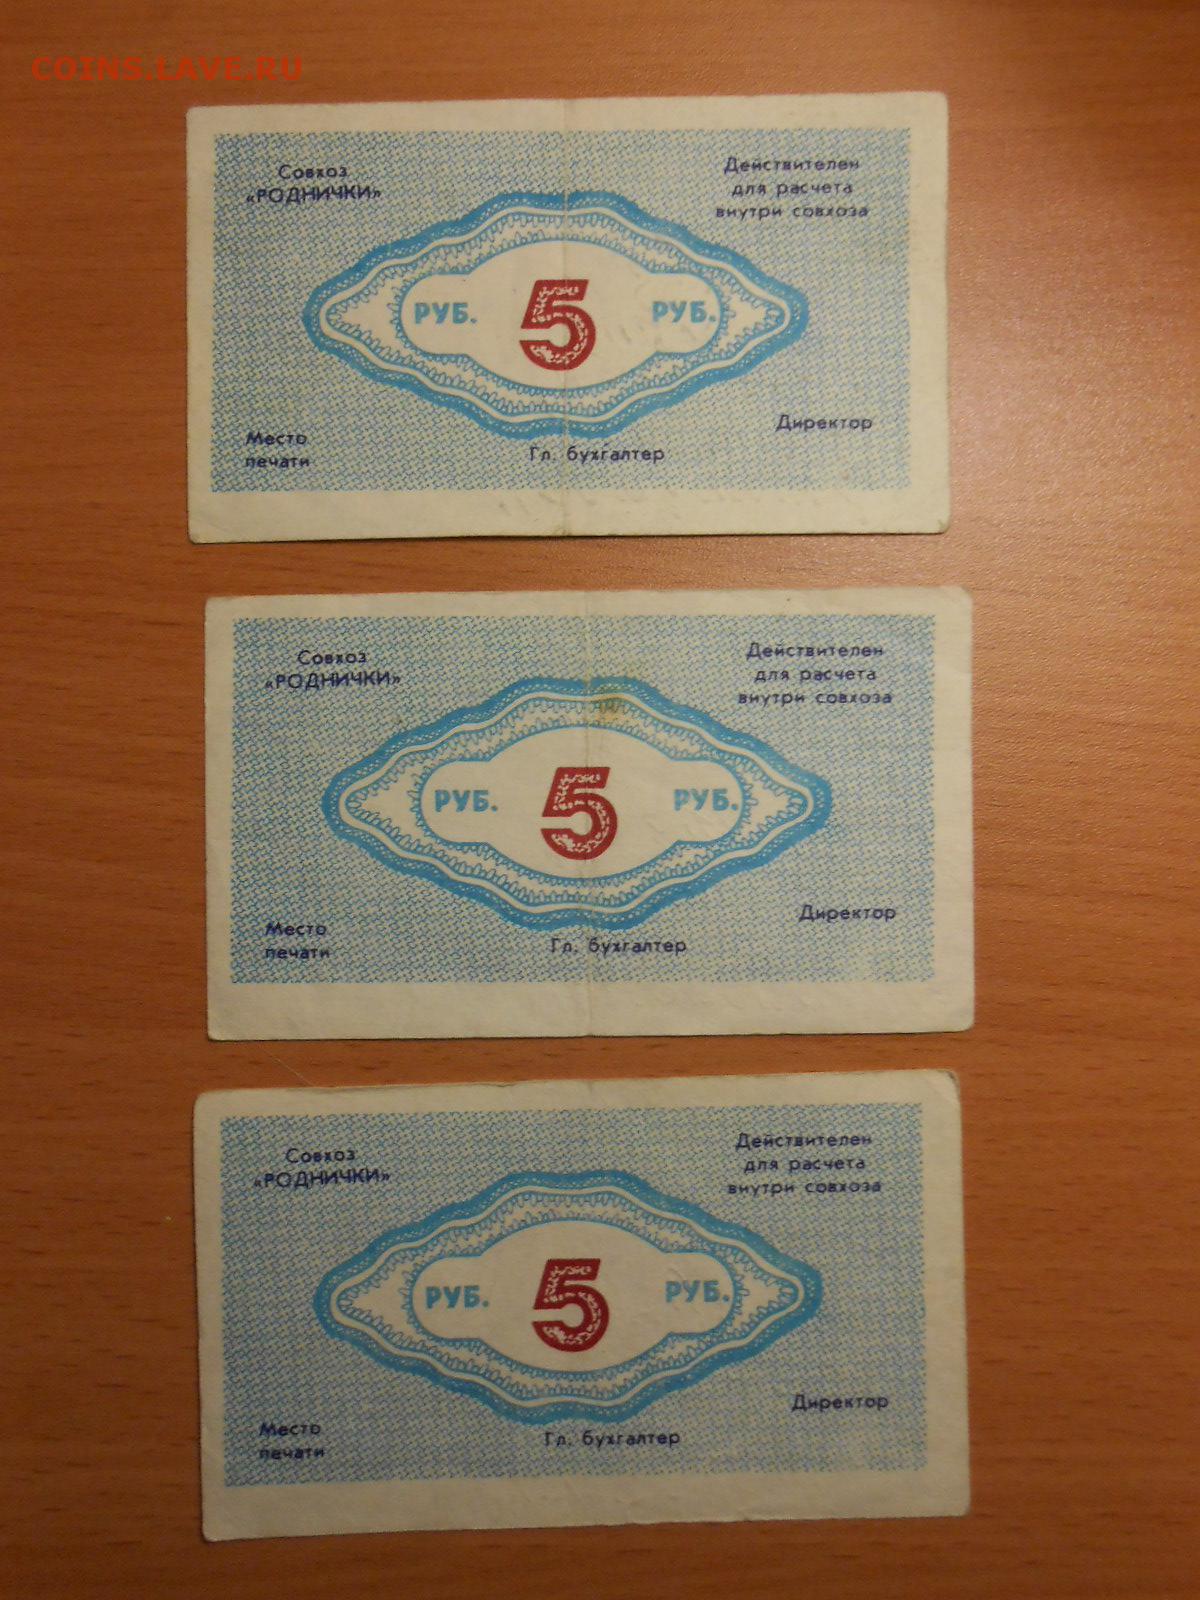 COINS.LAVE.RU
Совхоз
«РОДНИЧКИ»
Действителен
для расчета
внутри совхоза
РУБ. 5 РУБ.
Место
печати
Гл. бухгалтер
Директор
Совхоз
«РОДНИЧКИ»
Действителен
для расчета
внутри совхоза
РУБ. 5 РУБ.
Место
печати
Гл. бухгалтер
Директор
Совхоз
«РОДНИЧКИ»
Действителен
для расчета
внутри совхоза
РУБ. 5 РУБ.
Место
печати
Гл. бухгалтер
Директор